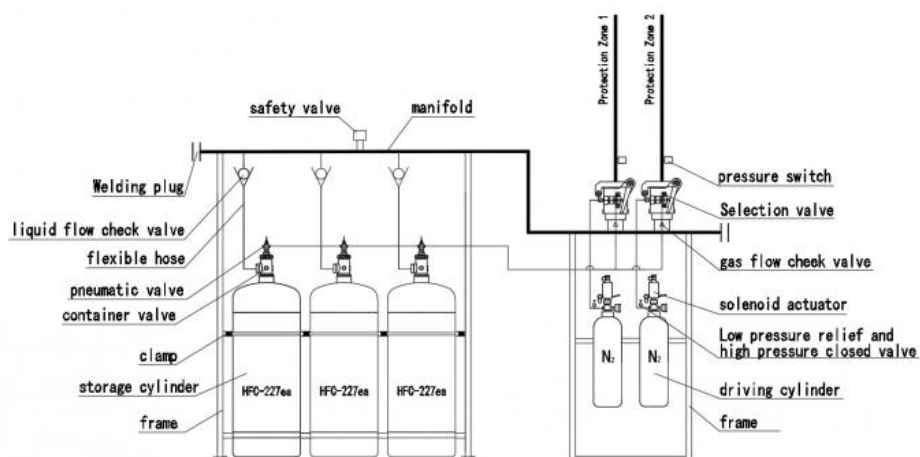 Protection Zone 1
Protection Zone 2
safety valve
manifold
Welding plug
pressure switch
Selection valve
liquid flow check valve
flexible hose
gas flow cheek valve
pneumatic valve
container valve
solenoid actuator
clamp
Low pressure relief and
high pressure closed valve
N2
N2
storage cylinder
HFC-227ea
HFC-227ea
HFC-227ea
driving cylinder
frame
frame